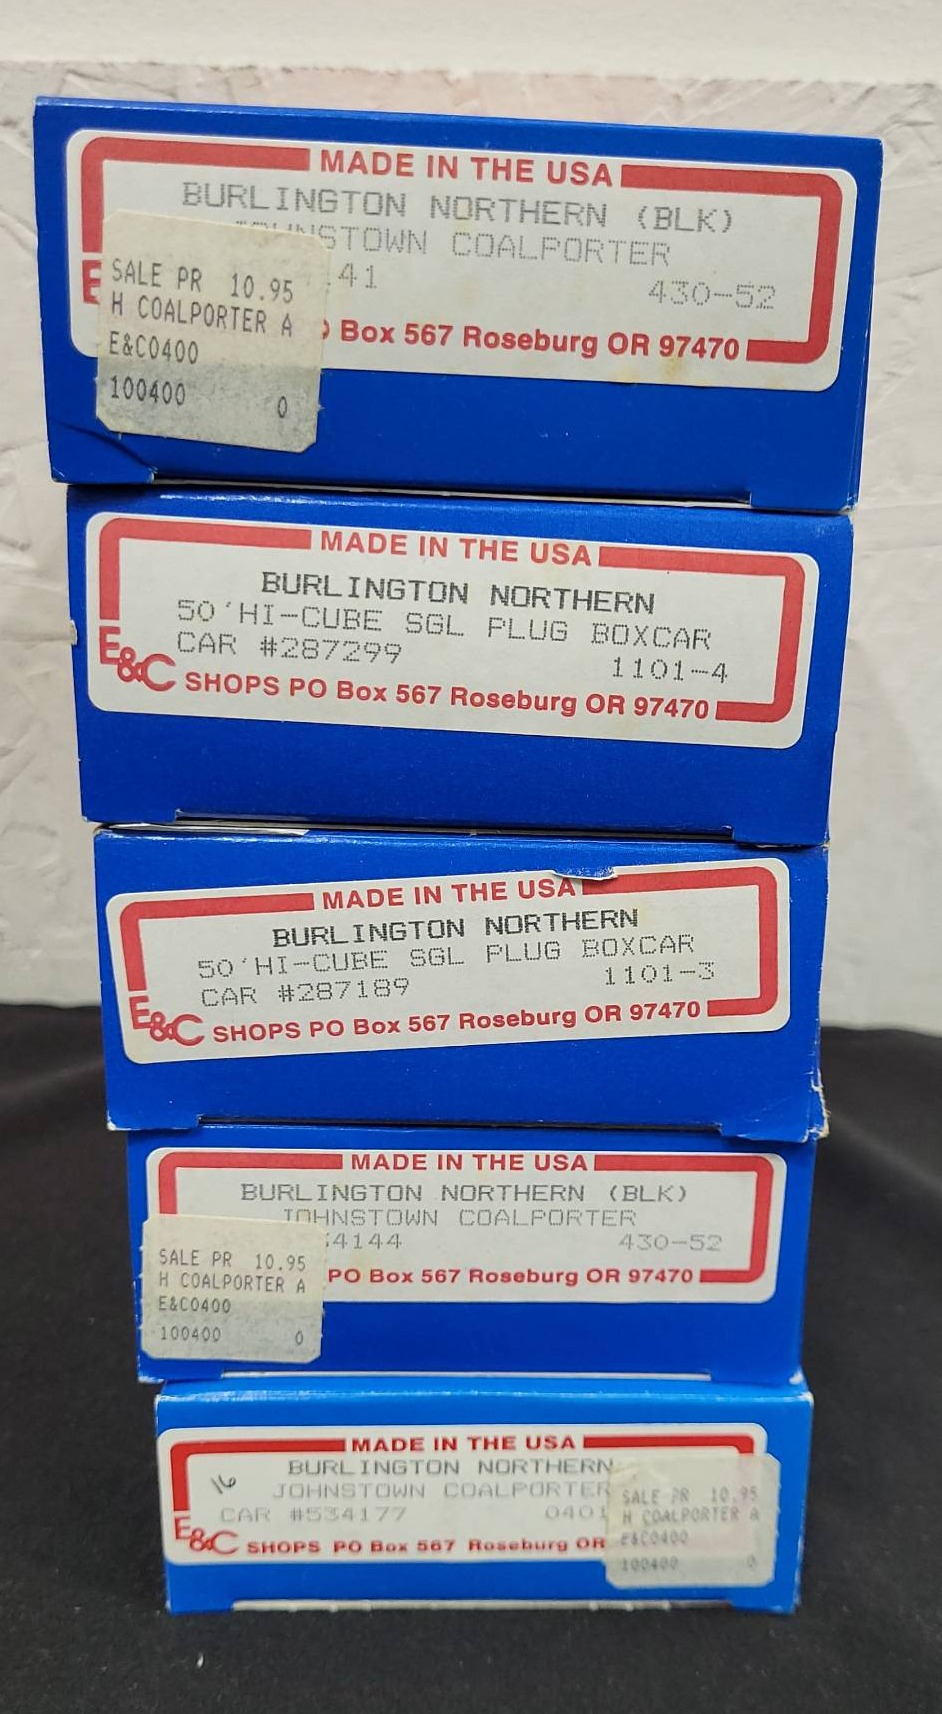 MADE IN THE USA
BURLINGTON NORTHERN (BLK)
JOHNSTOWN COALPORTER
41 430-52
Box 567 Roseburg OR 97470
SALE PR 10.95
H COALPORTER A
E&C0400
100400 0
MADE IN THE USA
BURLINGTON NORTHERN
50'HI-CUBE SGL PLUG BOXCAR
CAR #287299 1101-4
E&C SHOPS PO Box 567 Roseburg OR 97470
MADE IN THE USA
BURLINGTON NORTHERN
50'HI-CUBE SGL PLUG BOXCAR
CAR #287189 1101-3
E&C SHOPS PO Box 567 Roseburg OR 97470
MADE IN THE USA
BURLINGTON NORTHERN (BLK)
JOHNSTOWN COALPORTER
4144 430-52
PO Box 567 Roseburg OR 97470
SALE PR 10.95
H COALPORTER A
E&C0400
100400 0
MADE IN THE USA
16
BURLINGTON NORTHERN
JOHNSTOWN COALPORTER
CAR #534177 0401
E&C SHOPS PO Box 567 Roseburg OR
SALE PR 10.95
H COALPORTER A
E&C0400
100400 0